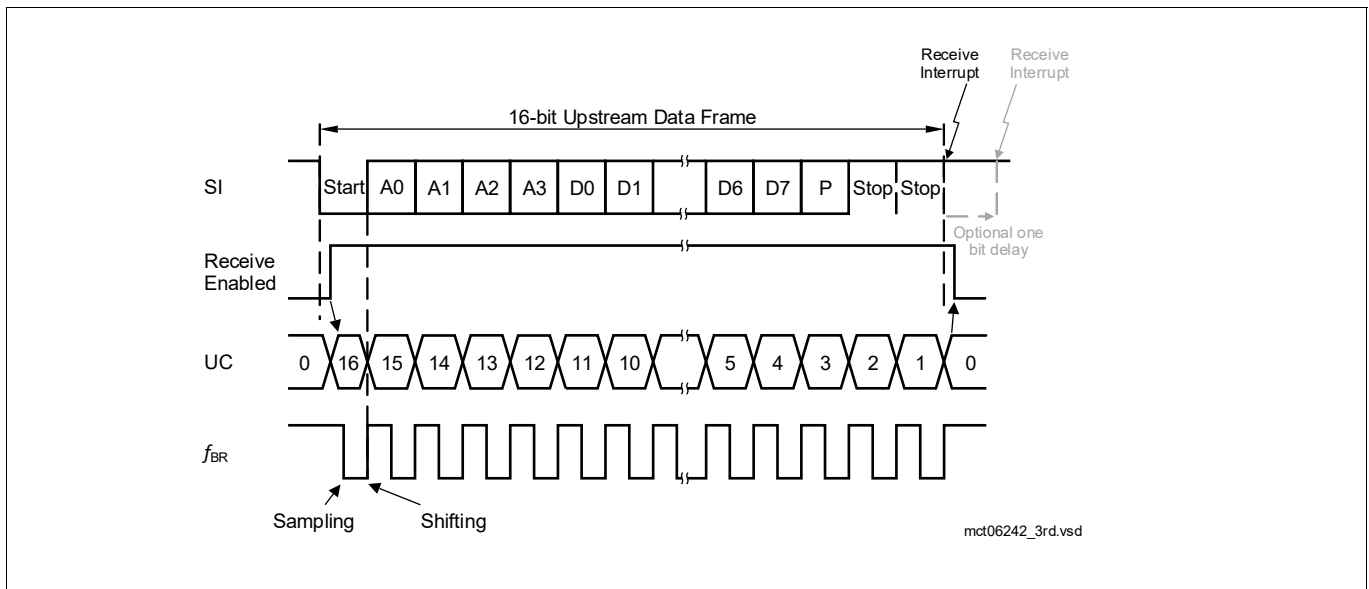 Receive
Interrupt
Receive
Interrupt
16-bit Upstream Data Frame
SI
Start A0 A1 A2 A3 D0 D1 D6 D7 P Stop Stop
Optional one
bit delay
Receive
Enabled
UC
0 16 15 14 13 12 11 10 5 4 3 2 1 0
fBR
Sampling
Shifting
mct06242_3rd.vsd